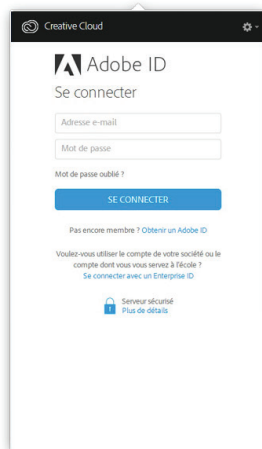 Creative Cloud
Adobe ID
Se connecter
Adresse e-mail
Mot de passe
Mot de passe oublié ?
SE CONNECTER
Pas encore membre ? Obtenir un Adobe ID
Voulez-vous utiliser le compte de votre société ou le
compte dont vous vous servez à l'école ?
Se connecter avec un Enterprise ID
Serveur sécurisé
Plus de détails